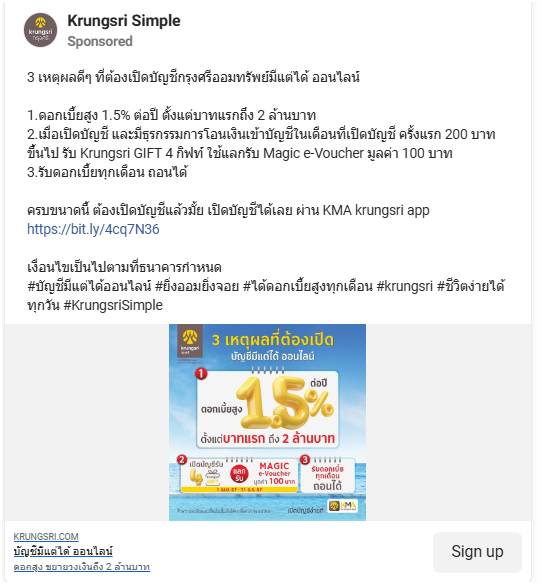 Krungsri Simple
Sponsored
3 เหตุผลดีๆ ที่ต้องเปิดบัญชีกรุงศรีออมทรัพย์มีแต่ได้ ออนไลน์
1.ดอกเบี้ยสูง 1.5% ต่อปี ตั้งแต่บาทแรกถึง 2 ล้านบาท
2.เมื่อเปิดบัญชี และมีธุรกรรมการโอนเงินเข้าบัญชีในเดือนที่เปิดบัญชี ครั้งแรก 200 บาท
ขึ้นไป รับ Krungsri GIFT 4 กิฟท์ ใช้แลกรับ Magic e-Voucher มูลค่า 100 บาท
3.รับดอกเบี้ยทุกเดือน ถอนได้
ครบขนาดนี้ ต้องเปิดบัญชีแล้วมั้ย เปิดบัญชีได้เลย ผ่าน KMA krungsri app
https://bit.ly/4cq7N36
เงื่อนไขเป็นไปตามที่ธนาคารกำหนด
#บัญชีมีแต่ได้ออนไลน์ #ยิ่งออมยิ่งจอย #ได้ดอกเบี้ยสูงทุกเดือน #krungsri #ชีวิตง่ายได้
ทุกวัน #KrungsriSimple
krungsri
กรุงศรี
3 เหตุผลที่ต้องเปิด
บัญชีมีแต่ได้ ออนไลน์
1
ดอกเบี้ยสูง 1.5% ต่อปี
ตั้งแต่บาทแรก ถึง 2 ล้านบาท
2 เปิดบัญชีรับ 4
แลกรับ
MAGIC
e-Voucher
มูลค่า 100 บาท
3 รับดอกเบี้ย
ทุกเดือน
ถอนได้
เปิดบัญชีง่ายที่ KMA
KRUNGSRI.COM
บัญชีมีแต่ได้ ออนไลน์
ดอกสูง ขยายวงเงินถึง 2 ล้านบาท
Sign up